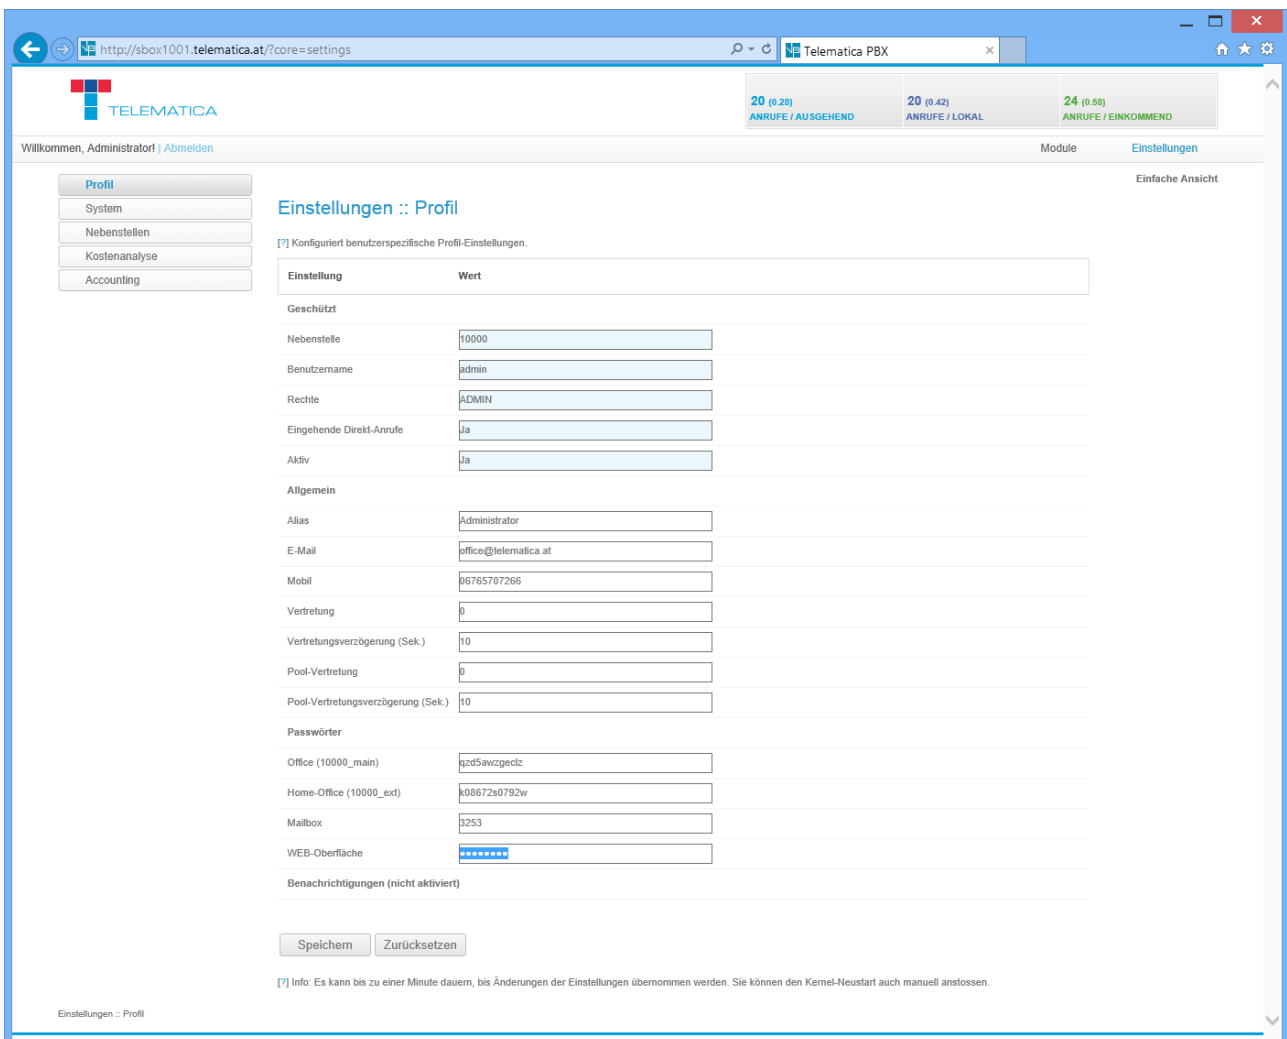 http://sbox1001.telematica.at/?core=settings
Telematica PBX
TELEMATICA
20 (0.28)
ANRUFE / AUSGEHEND
20 (0.42)
ANRUFE / LOKAL
24 (0.58)
ANRUFE / EINKOMMEND
Willkommen, Administrator! | Abmelden
Module
Einstellungen
Einfache Ansicht
Profil
System
Nebenstellen
Kostenanalyse
Accounting
Einstellungen :: Profil
[?] Konfiguriert benutzerspezifische Profil-Einstellungen.
Einstellung Wert
Geschützt
Nebenstelle 10000
Benutzername admin
Rechte ADMIN
Eingehende Direkt-Anrufe Ja
Aktiv Ja
Allgemein
Alias Administrator
E-Mail office@telematica.at
Mobil 06765707266
Vertretung 0
Vertretungsverzögerung (Sek.) 10
Pool-Vertretung 0
Pool-Vertretungsverzögerung (Sek.) 10
Passwörter
Office (10000_main) qzd5awzgeclz
Home-Office (10000_ext) k08672s0792w
Mailbox 3253
WEB-Oberfläche ••••••••
Benachrichtigungen (nicht aktiviert)
Speichern Zurücksetzen
[?] Info: Es kann bis zu einer Minute dauern, bis Änderungen der Einstellungen übernommen werden. Sie können den Kernel-Neustart auch manuell anstossen.
Einstellungen :: Profil